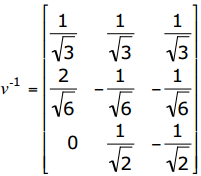 v⁻¹ = [ 1/√3 1/√3 1/√3
2/√6 −1/√6 −1/√6
0 1/√2 −1/√2 ]